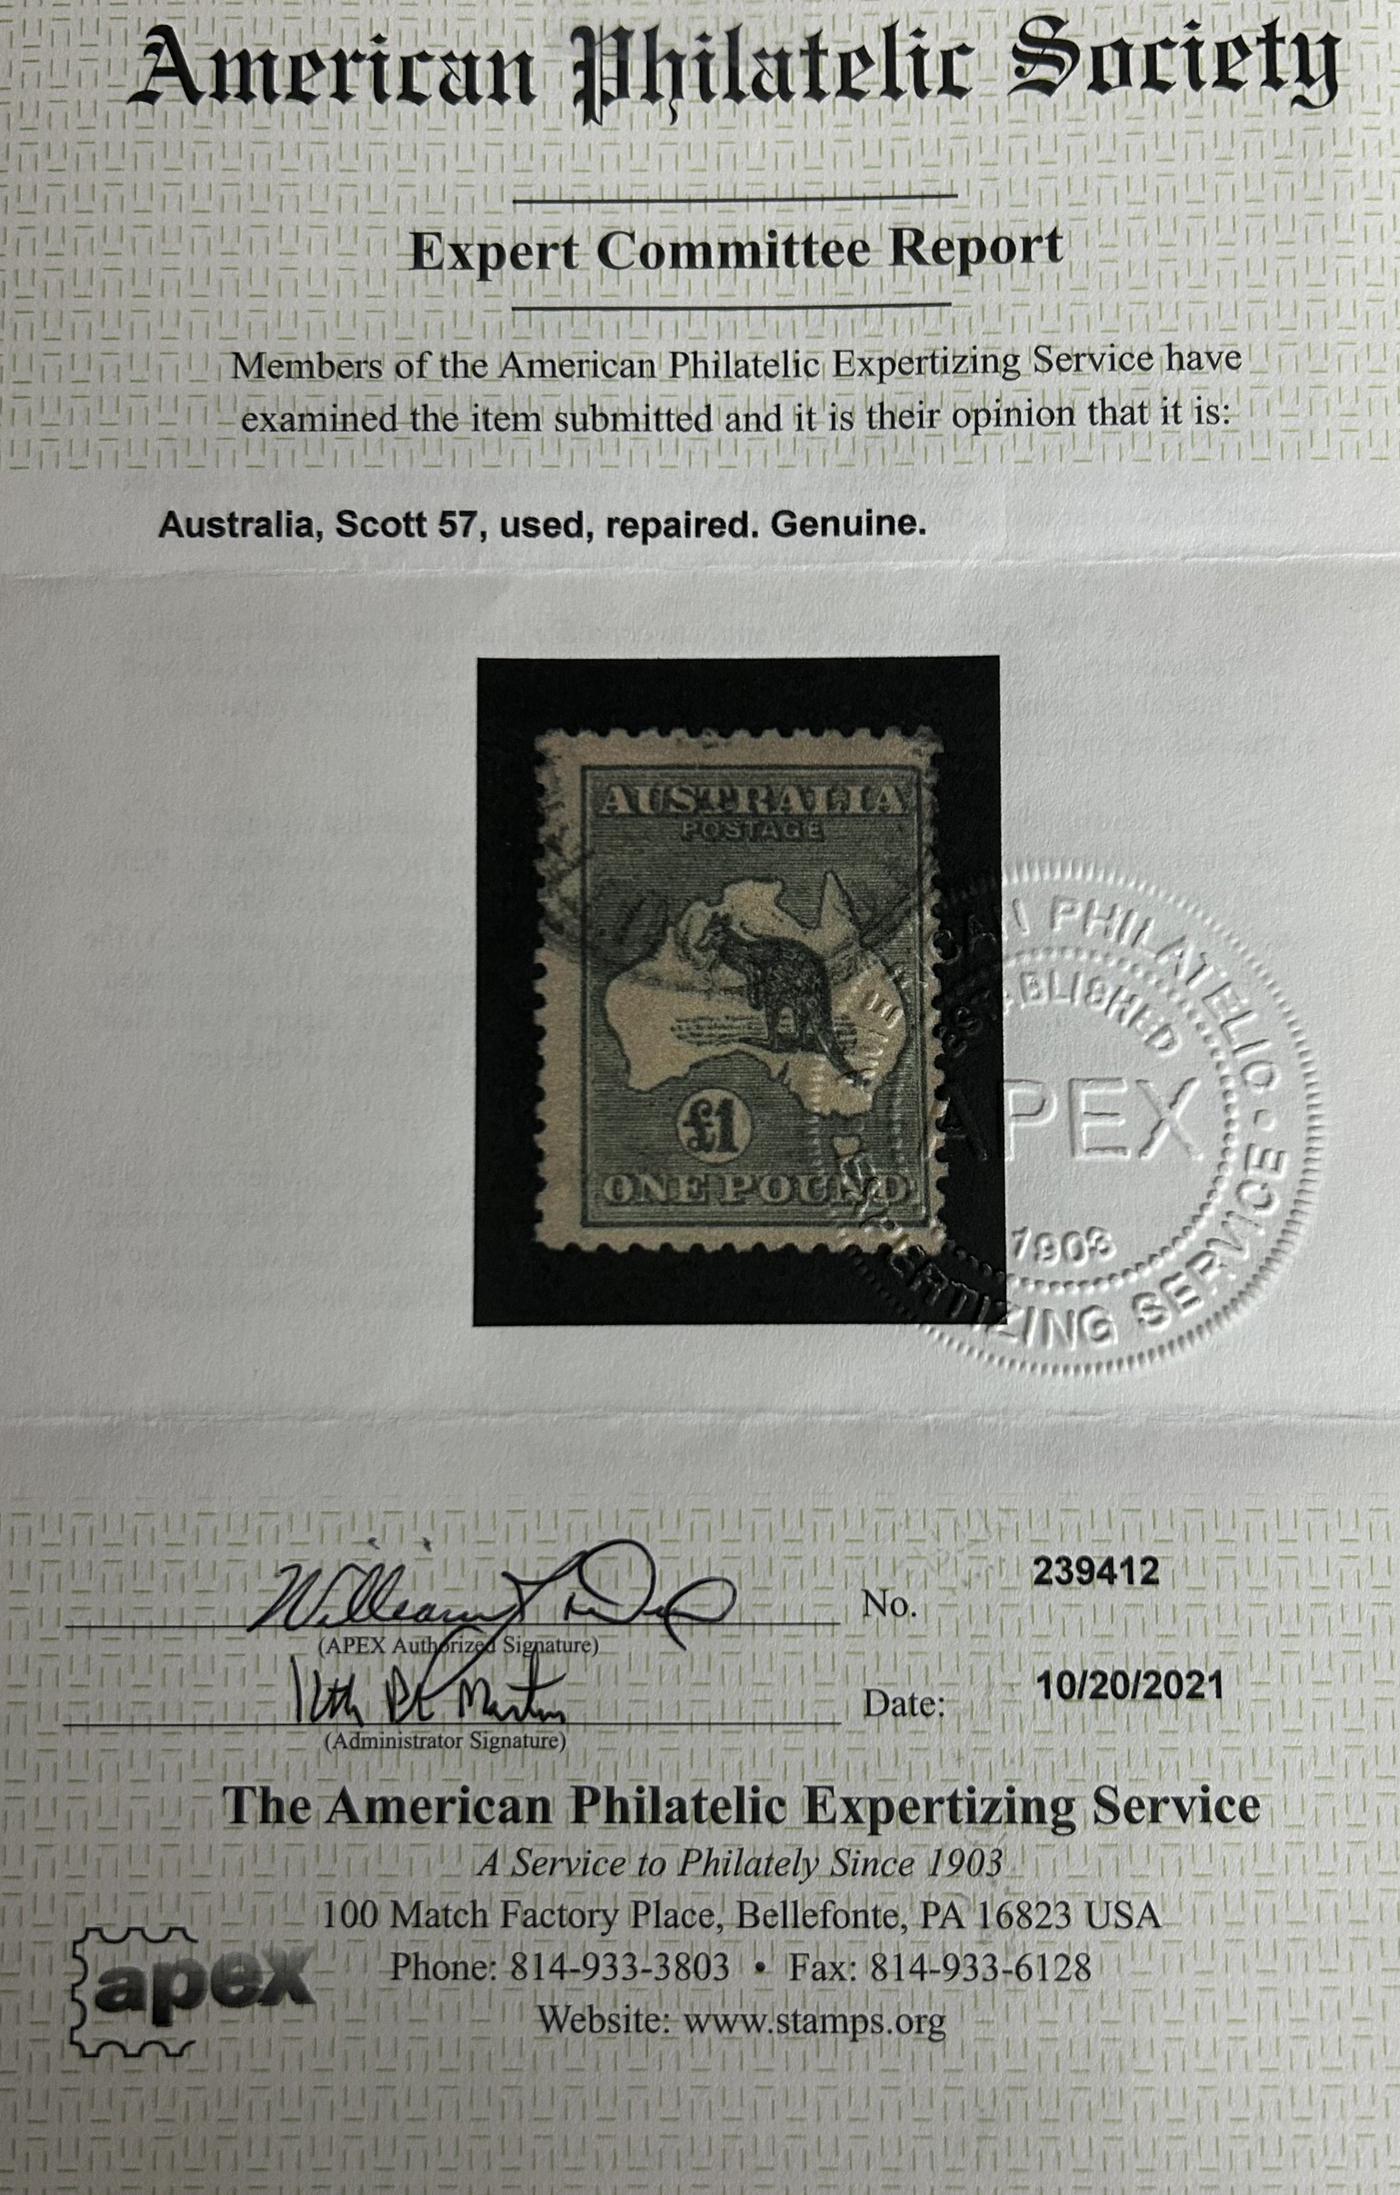 American Philatelic Society
Expert Committee Report
Members of the American Philatelic Expertizing Service have
examined the item submitted and it is their opinion that it is:
Australia, Scott 57, used, repaired. Genuine.
AUSTRALIA
POSTAGE
£1
ONE POUND
PHILATELIC
ESTABLISHED
APEX
1903
EXPERTIZING SERVICE
239412
No.
(APEX Authorized Signature)
10/20/2021
Date:
(Administrator Signature)
The American Philatelic Expertizing Service
A Service to Philately Since 1903
100 Match Factory Place, Bellefonte, PA 16823 USA
apex
Phone: 814-933-3803 • Fax: 814-933-6128
Website: www.stamps.org